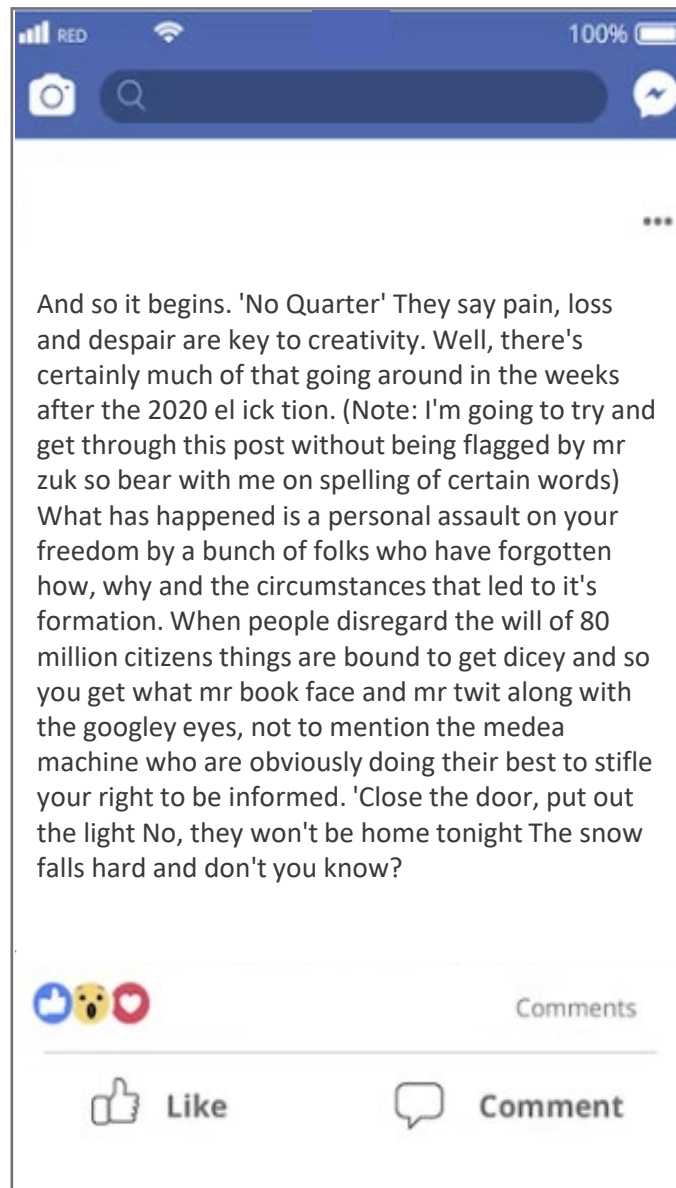 RED 100%
And so it begins. 'No Quarter' They say pain, loss
and despair are key to creativity. Well, there's
certainly much of that going around in the weeks
after the 2020 el ick tion. (Note: I'm going to try and
get through this post without being flagged by mr
zuk so bear with me on spelling of certain words)
What has happened is a personal assault on your
freedom by a bunch of folks who have forgotten
how, why and the circumstances that led to it's
formation. When people disregard the will of 80
million citizens things are bound to get dicey and so
you get what mr book face and mr twit along with
the googley eyes, not to mention the medea
machine who are obviously doing their best to stifle
your right to be informed. 'Close the door, put out
the light No, they won't be home tonight The snow
falls hard and don't you know?
Comments
Like Comment